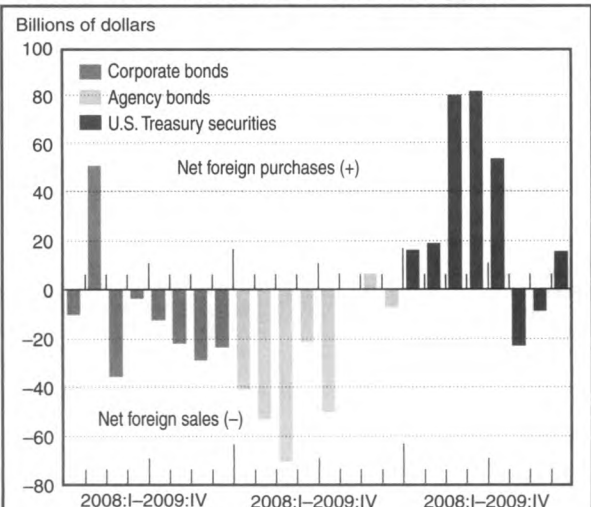 Billions of dollars
100
80
60
40
20
0
–20
–40
–60
–80
Corporate bonds
Agency bonds
U.S. Treasury securities
Net foreign purchases (+)
Net foreign sales (–)
2008:I–2009:IV
2008:I–2009:IV
2008:I–2009:IV